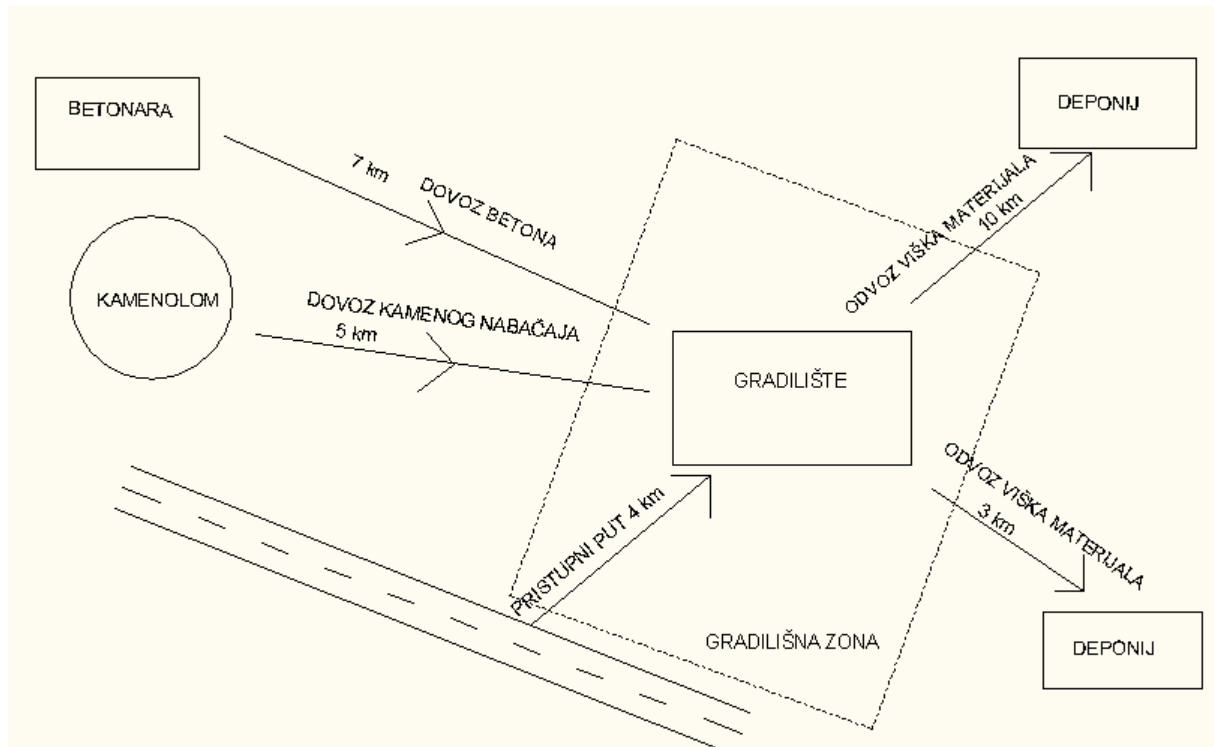 BETONARA
DEPONIJ
7 km
DOVOZ BETONA
ODVOZ VIŠKA MATERIJALA
10 km
KAMENOLOM
DOVOZ KAMENOG NABAČAJA
5 km
GRADILIŠTE
ODVOZ VIŠKA MATERIJALA
3 km
PRISTUPNI PUT 4 km
GRADILIŠNA ZONA
DEPONIJ